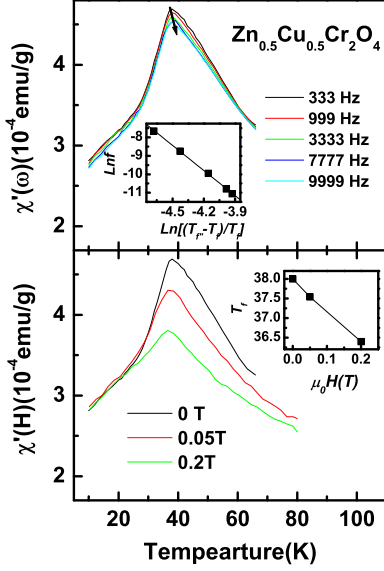 Zn0.5Cu0.5Cr2O4
333 Hz
999 Hz
3333 Hz
7777 Hz
9999 Hz
χ'(ω)(10-4emu/g)
4
3
2
Lnf
-7
-8
-9
-10
-11
-4.4 -4.1 -3.9
Ln[(Tf''-Tf)/Tf]
χ'(H)(10-4emu/g)
4
3
2
Tf
38.0
37.5
37.0
36.5
0.0 0.1 0.2
μ0H(T)
0 T
0.05T
0.2T
20 40 60 80 100
Tempearture(K)